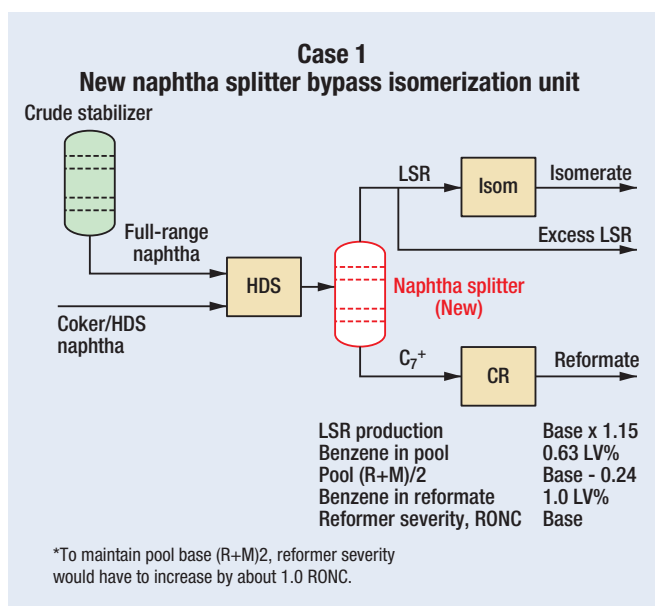 Case 1
New naphtha splitter bypass isomerization unit
Crude stabilizer
Full-range
naphtha
Coker/HDS
naphtha
HDS
Naphtha splitter
(New)
LSR
Isom
Isomerate
Excess LSR
C7+
CR
Reformate
LSR production Base x 1.15
Benzene in pool 0.63 LV%
Pool (R+M)/2 Base - 0.24
Benzene in reformate 1.0 LV%
Reformer severity, RONC Base
*To maintain pool base (R+M)2, reformer severity
would have to increase by about 1.0 RONC.